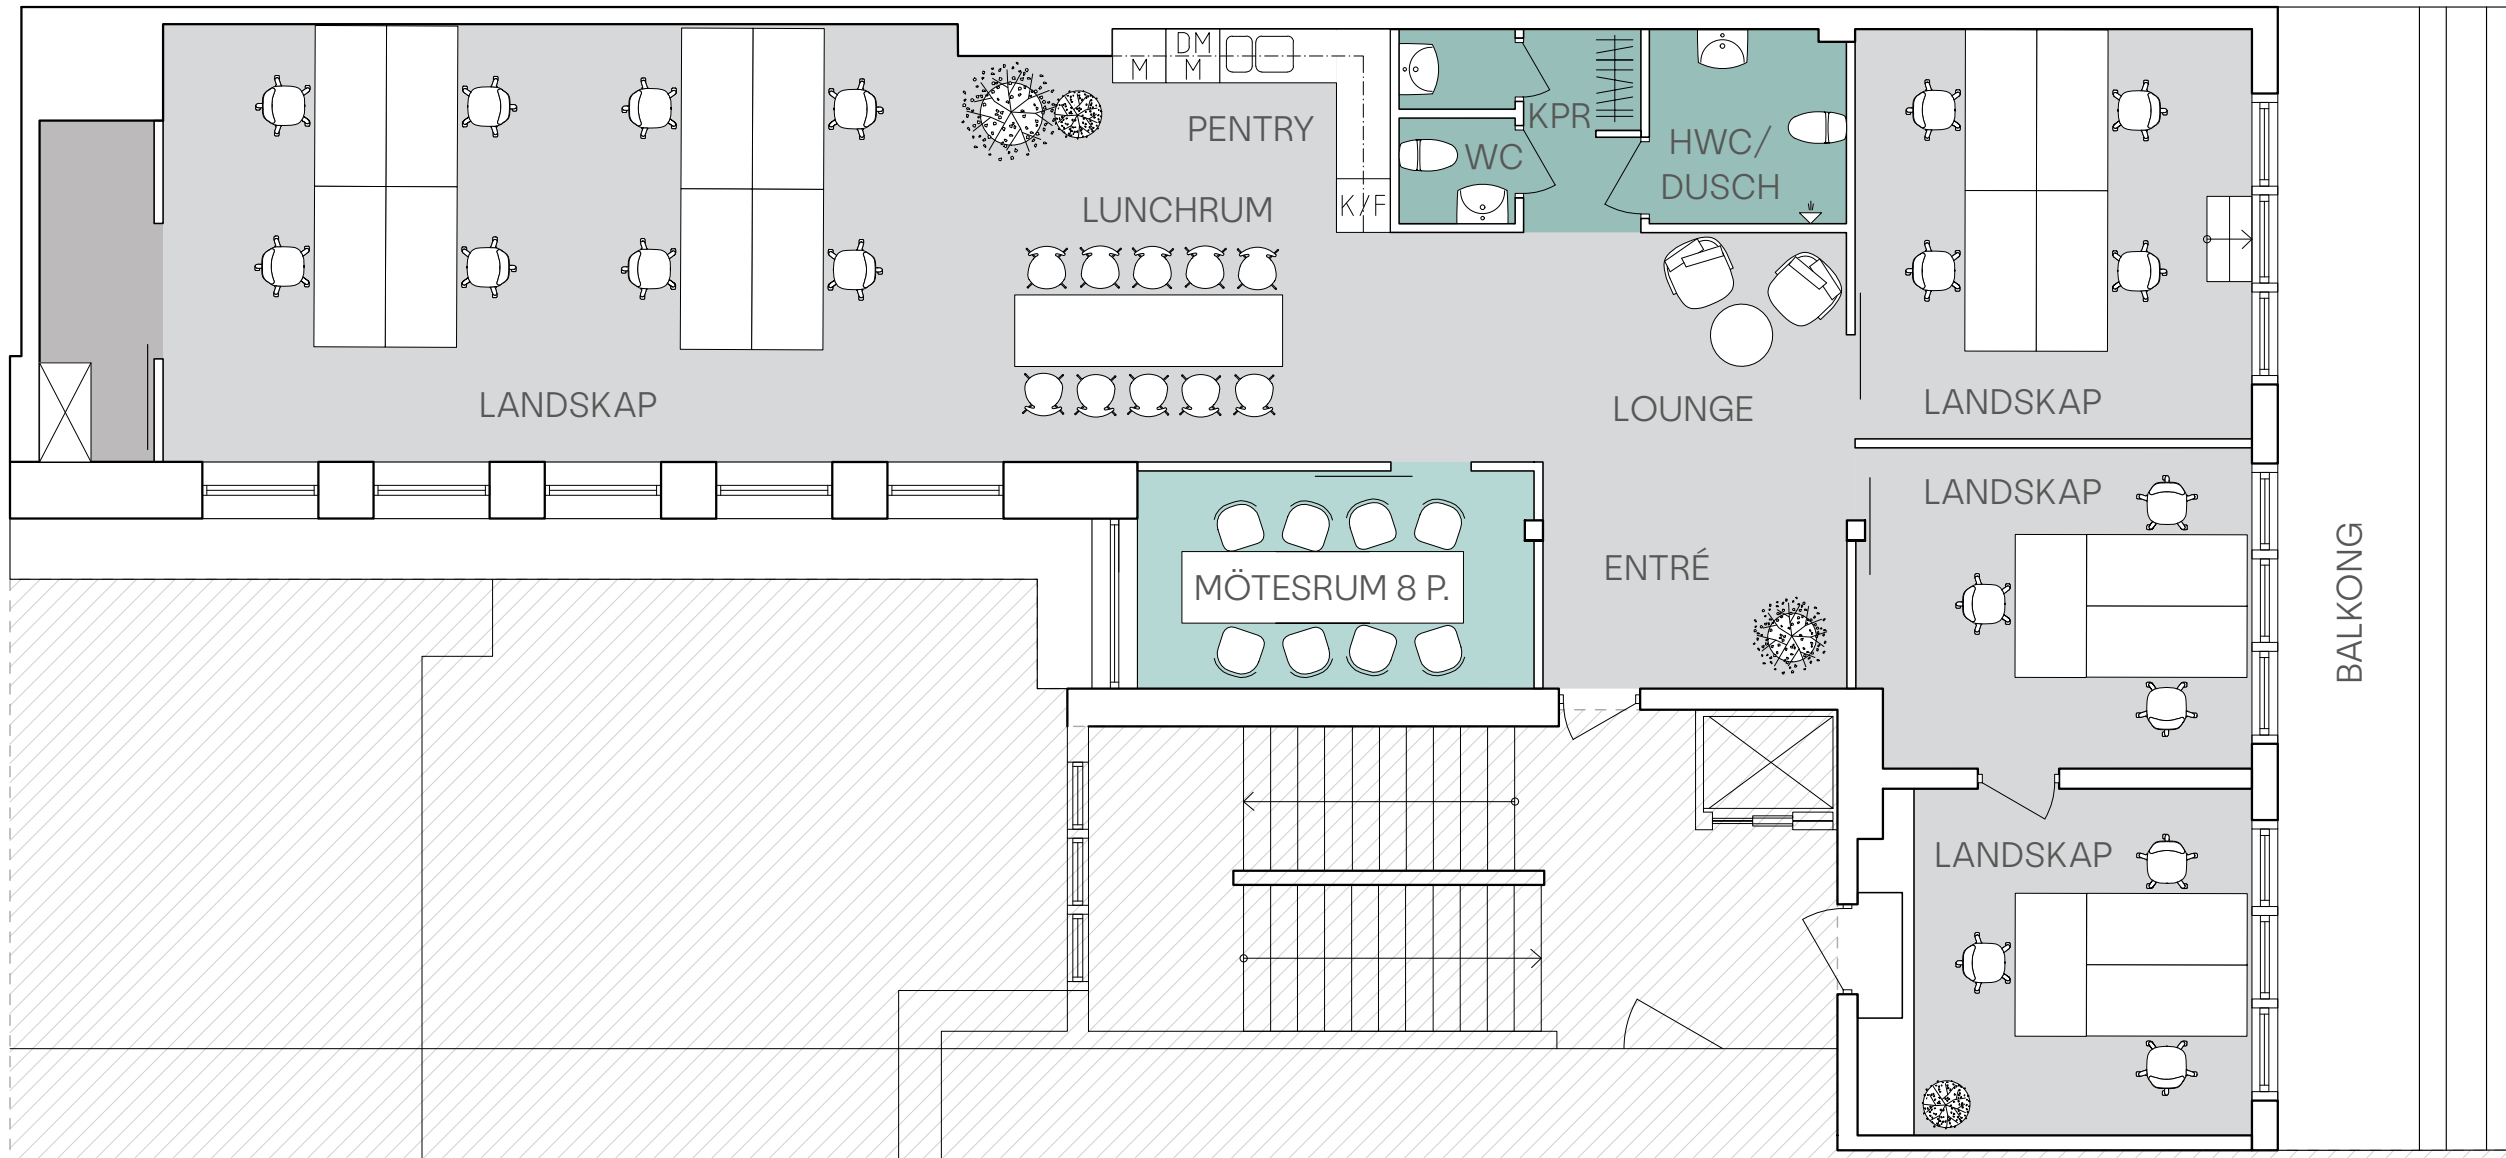 DM
M
M
PENTRY
KPR
HWC/
DUSCH
WC
K/F
LUNCHRUM
LANDSKAP
LOUNGE
LANDSKAP
LANDSKAP
ENTRÉ
MÖTESRUM 8 P.
BALKONG
LANDSKAP